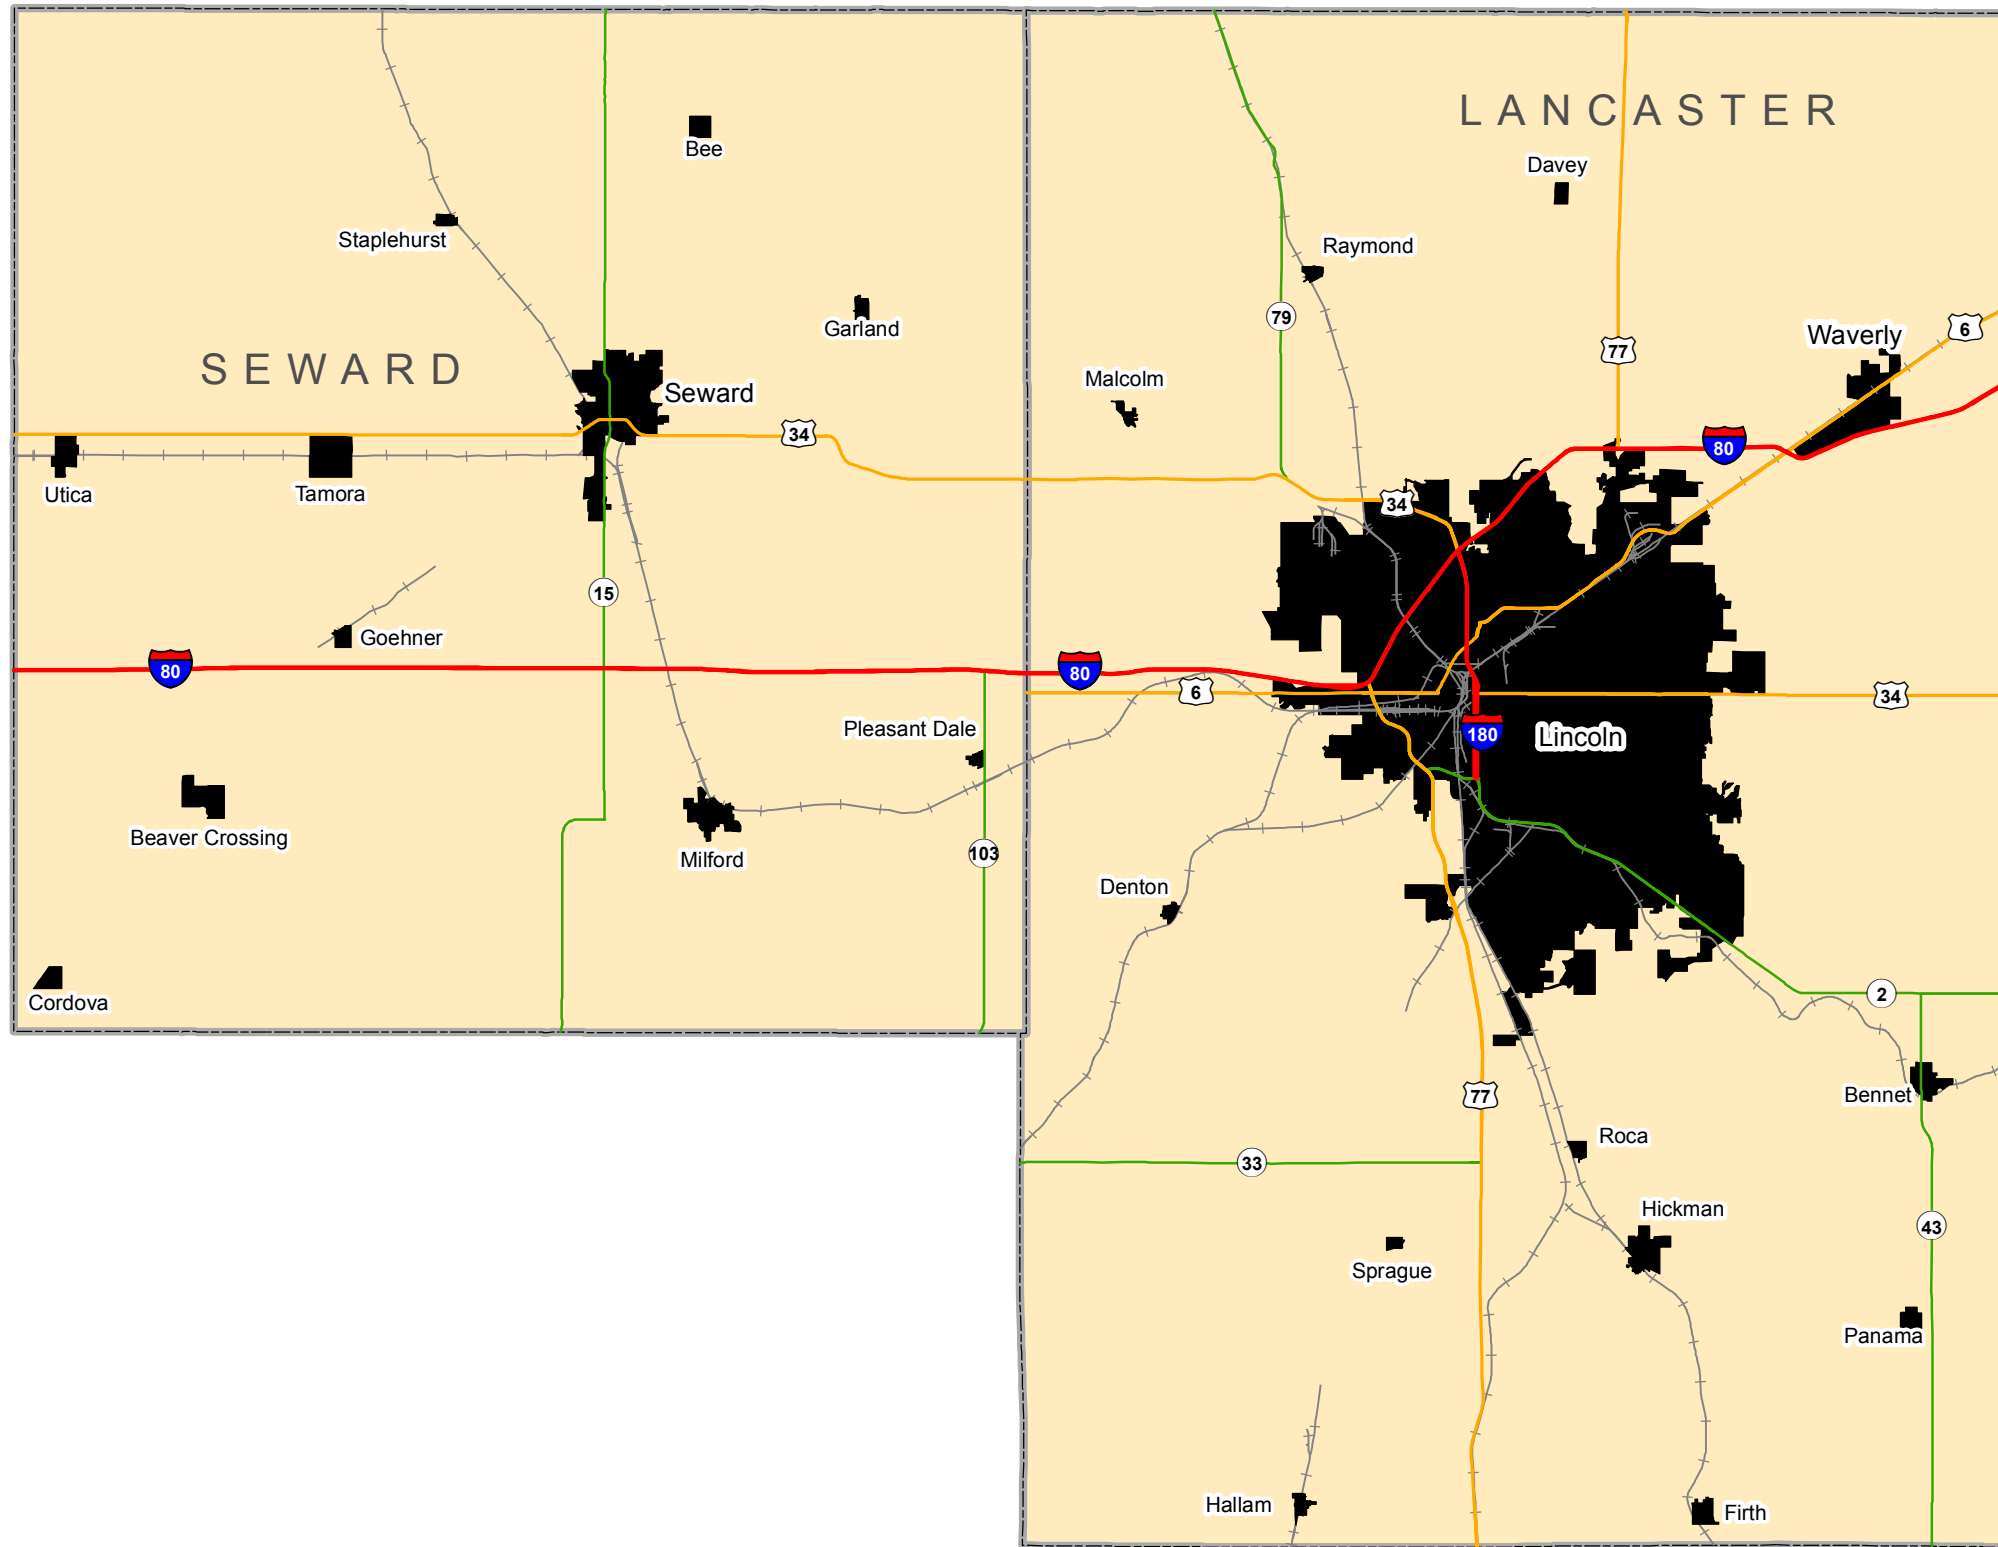 LANCASTER
Bee
Davey
Staplehurst
Raymond
79
Garland
6
Waverly
77
SEWARD
Malcolm
Seward
34
80
Utica
Tamora
34
15
Goehner
80
80
6
34
Pleasant Dale
180
Lincoln
Beaver Crossing
Milford
103
Denton
Cordova
2
77
Bennet
Roca
33
Hickman
43
Sprague
Panama
Hallam
Firth